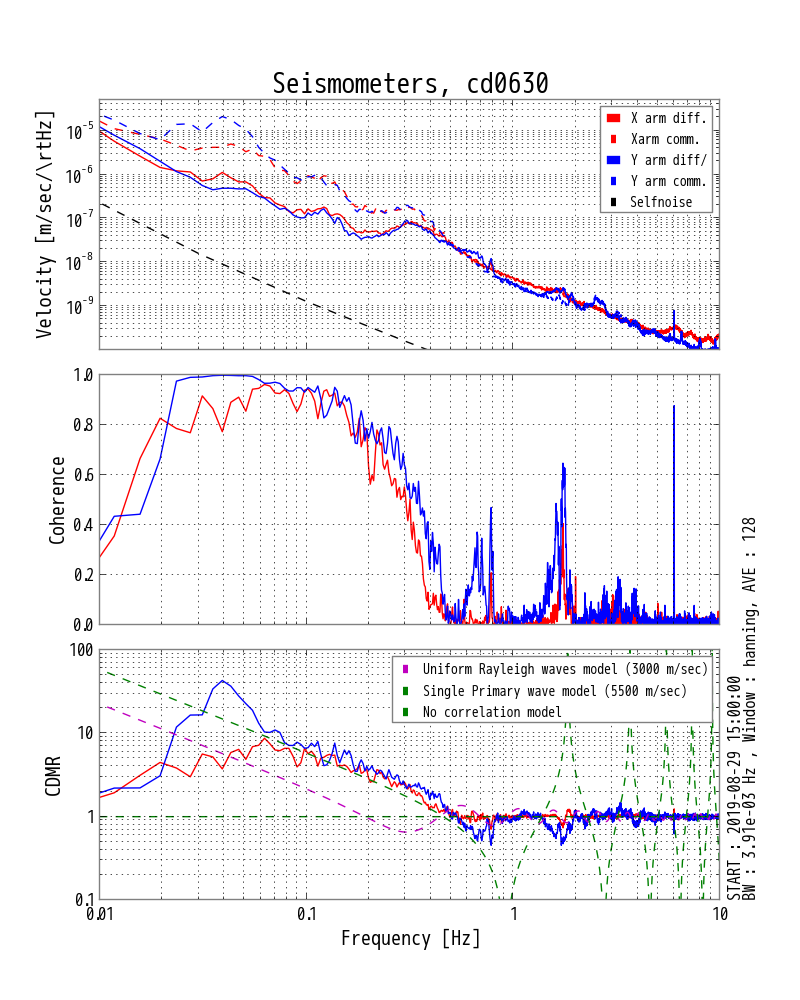 Seismometers, cd0630
Velocity [m/sec/\rtHz]
10^-5
10^-6
10^-7
10^-8
10^-9
X arm diff.
Xarm comm.
Y arm diff/
Y arm comm.
Selfnoise
Coherence
1.0
0.8
0.6
0.4
0.2
0.0
CDMR
100
10
1
0.1
Uniform Rayleigh waves model (3000 m/sec)
Single Primary wave model (5500 m/sec)
No correlation model
0.01 0.1 1 10
Frequency [Hz]
START : 2019-08-29 15:00:00
BW : 3.91e-03 Hz , Window : hanning, AVE : 128